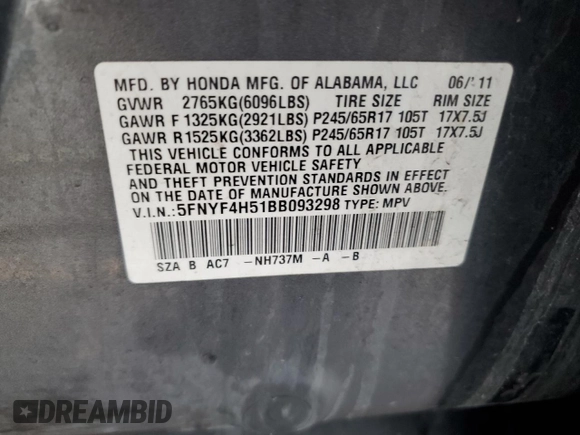 MFD. BY HONDA MFG. OF ALABAMA, LLC 06/11
GVWR 2765KG(6096LBS) TIRE SIZE RIM SIZE
GAWR F 1325KG(2921LBS) P245/65R17 105T 17X7.5J
GAWR R 1525KG(3362LBS) P245/65R17 105T 17X7.5J
THIS VEHICLE CONFORMS TO ALL APPLICABLE
FEDERAL MOTOR VEHICLE SAFETY
AND THEFT PREVENTION STANDARDS IN EFFECT
ON THE DATE OF MANUFACTURE SHOWN ABOVE.
V.I.N.: 5FNYF4H51BB093298 TYPE: MPV
SZA B AC7 -NH737M -A -B
DREAMBID